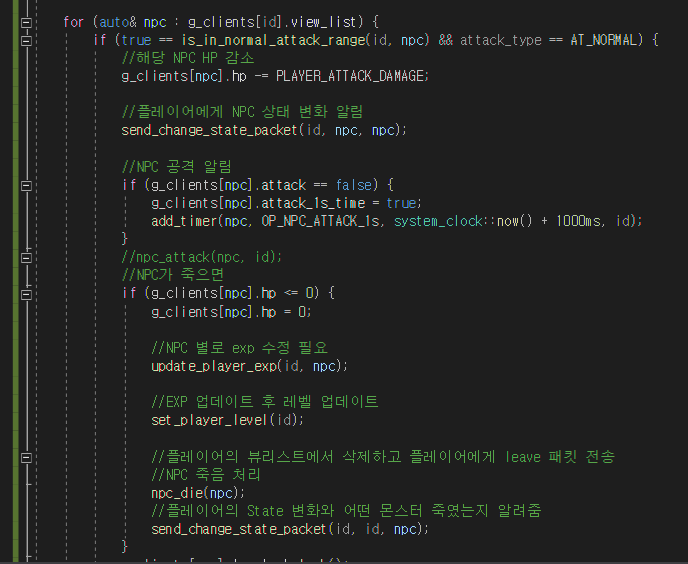 for (auto& npc : g_clients[id].view_list) {
if (true == is_in_normal_attack_range(id, npc) && attack_type == AT_NORMAL) {
//해당 NPC HP 감소
g_clients[npc].hp -= PLAYER_ATTACK_DAMAGE;
//플레이어에게 NPC 상태 변화 알림
send_change_state_packet(id, npc, npc);
//NPC 공격 알림
if (g_clients[npc].attack == false) {
g_clients[npc].attack_1s_time = true;
add_timer(npc, OP_NPC_ATTACK_1s, system_clock::now() + 1000ms, id);
}
//npc_attack(npc, id);
//NPC가 죽으면
if (g_clients[npc].hp <= 0) {
g_clients[npc].hp = 0;
//NPC 별로 exp 수정 필요
update_player_exp(id, npc);
//EXP 업데이트 후 레벨 업데이트
set_player_level(id);
//플레이어의 뷰리스트에서 삭제하고 플레이어에게 leave 패킷 전송
//NPC 죽음 처리
npc_die(npc);
//플레이어의 State 변화와 어떤 몬스터 죽였는지 알려줌
send_change_state_packet(id, id, npc);
}